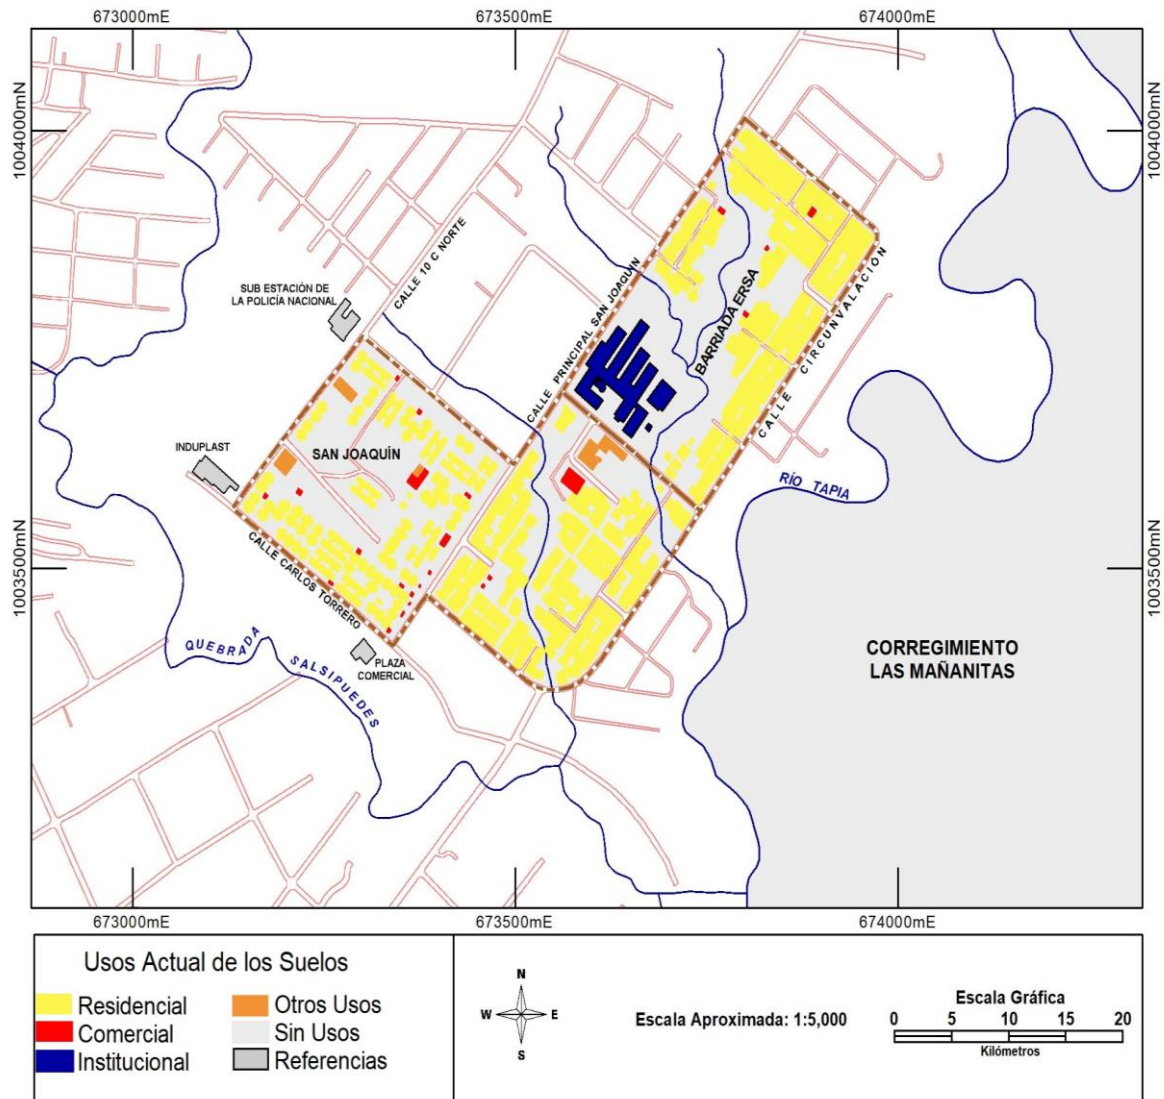 673000mE
673500mE
674000mE
1004000mN
1004000mN
CALLE 10 C NORTE
SUB ESTACIÓN DE
LA POLICÍA NACIONAL
CALLE PRINCIPAL SAN JOAQUIN
BARRIADA ERSA
CALLE CIRCUNVALACIÓN
SAN JOAQUÍN
INDUPLAST
RÍO TAPIA
CALLE CARLOS TORRERO
1003500mN
1003500mN
QUEBRADA
SALSIPUEDES
PLAZA
COMERCIAL
CORREGIMIENTO
LAS MAÑANITAS
673000mE
673500mE
674000mE
Usos Actual de los Suelos
Residencial
Comercial
Institucional
Otros Usos
Sin Usos
Referencias
N
W
E
S
Escala Aproximada: 1:5,000
Escala Gráfica
0 5 10 15 20
Kilómetros